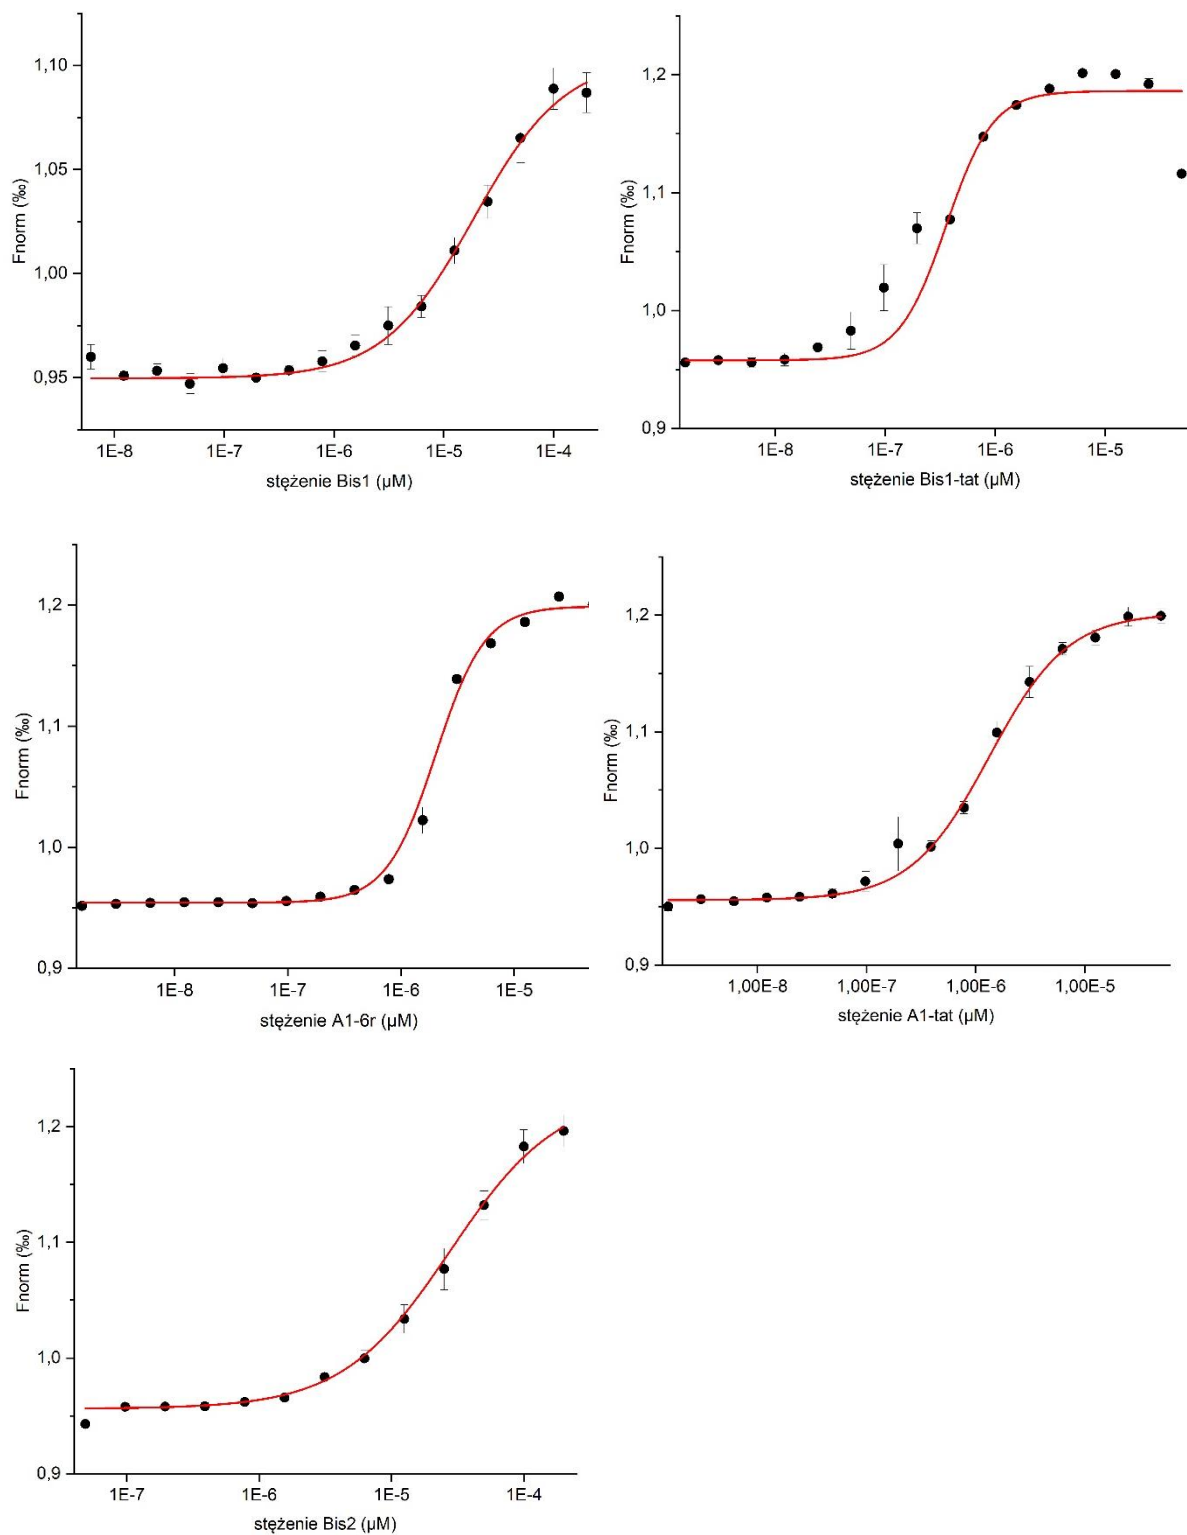 1,10
1,05
1,00
0,95
Fnorm (‰)
1E-8 1E-7 1E-6 1E-5 1E-4
stężenie Bis1 (µM)
1,2
1,1
1,0
0,9
Fnorm (‰)
1E-8 1E-7 1E-6 1E-5
stężenie Bis1-tat (µM)
1,2
1,1
1,0
0,9
Fnorm (‰)
1E-8 1E-7 1E-6 1E-5
stężenie A1-6r (µM)
1,2
1,1
1,0
0,9
Fnorm (‰)
1,00E-8 1,00E-7 1,00E-6 1,00E-5
stężenie A1-tat (µM)
1,2
1,1
1,0
0,9
Fnorm (‰)
1E-7 1E-6 1E-5 1E-4
stężenie Bis2 (µM)